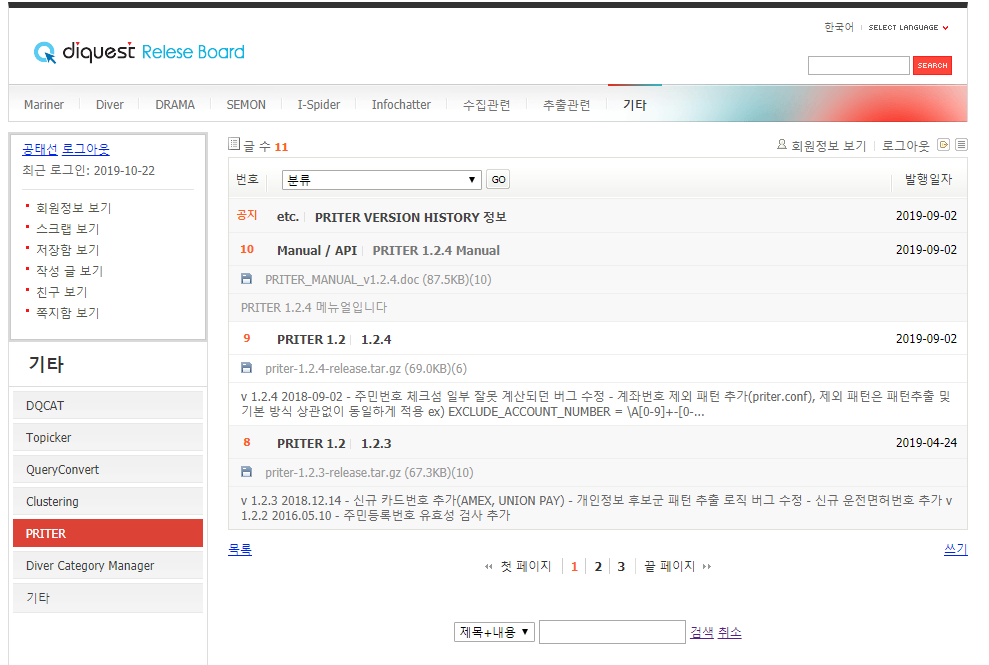 한국어 SELECT LANGUAGE
diquest Relese Board
SEARCH
Mariner Diver DRAMA SEMON I-Spider Infochatter 수집관련 추출관련 기타
공태선 로그아웃
최근 로그인: 2019-10-22
회원정보 보기
스크랩 보기
저장함 보기
작성 글 보기
친구 보기
쪽지함 보기
기타
DQCAT
Topicker
QueryConvert
Clustering
PRITER
Diver Category Manager
기타
글 수 11 회원정보 보기 로그아웃
번호 분류 GO 발행일자
공지 etc. PRITER VERSION HISTORY 정보 2019-09-02
10 Manual / API PRITER 1.2.4 Manual 2019-09-02
PRITER_MANUAL_v1.2.4.doc (87.5KB)(10)
PRITER 1.2.4 메뉴얼입니다
9 PRITER 1.2 1.2.4 2019-09-02
priter-1.2.4-release.tar.gz (69.0KB)(6)
v 1.2.4 2018-09-02 - 주민번호 체크섬 일부 잘못 계산되던 버그 수정 - 계좌번호 제외 패턴 추가(priter.conf), 제외 패턴은 패턴추출 및
기본 방식 상관없이 동일하게 적용 ex) EXCLUDE_ACCOUNT_NUMBER = \A[0-9]+-[0-...
8 PRITER 1.2 1.2.3 2019-04-24
priter-1.2.3-release.tar.gz (67.3KB)(10)
v 1.2.3 2018.12.14 - 신규 카드번호 추가(AMEX, UNION PAY) - 개인정보 후보군 패턴 추출 로직 버그 수정 - 신규 운전면허번호 추가 v
1.2.2 2016.05.10 - 주민등록번호 유효성 검사 추가
목록 쓰기
첫 페이지 1 2 3 끝 페이지
제목+내용 검색 취소